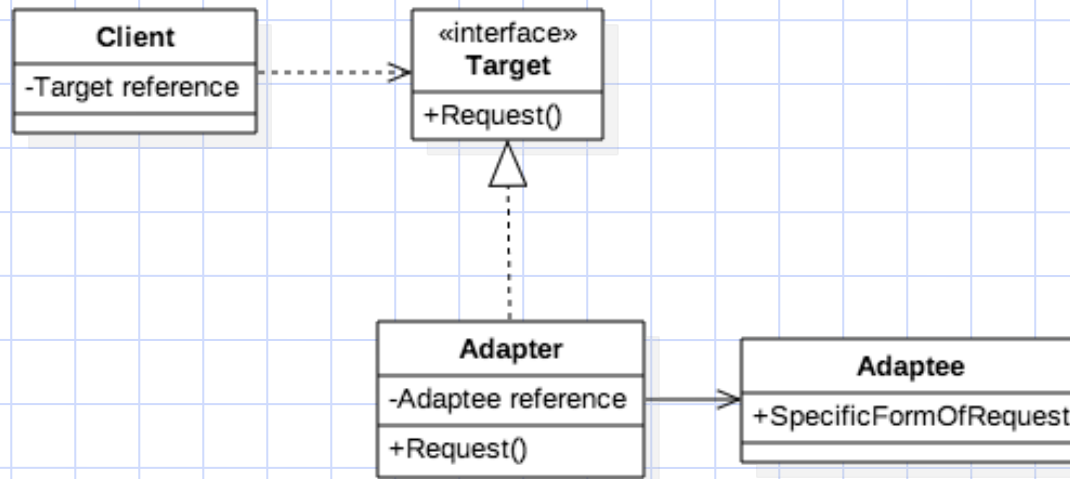 Client
-Target reference
«interface»
Target
+Request()
Adapter
-Adaptee reference
+Request()
Adaptee
+SpecificFormOfRequest